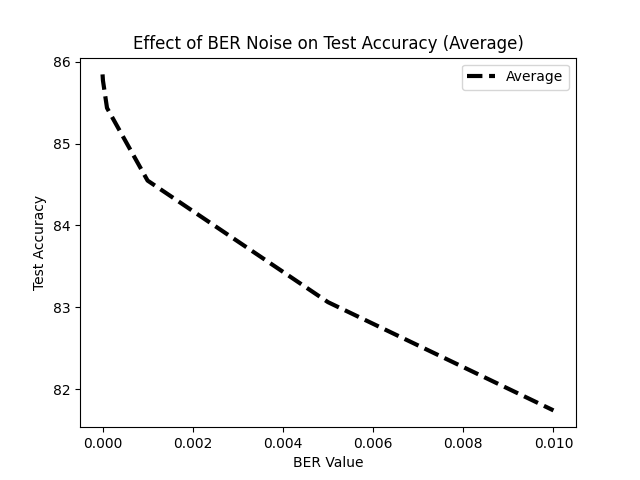 Effect of BER Noise on Test Accuracy (Average)
Average
86
85
84
83
82
Test Accuracy
0.000 0.002 0.004 0.006 0.008 0.010
BER Value